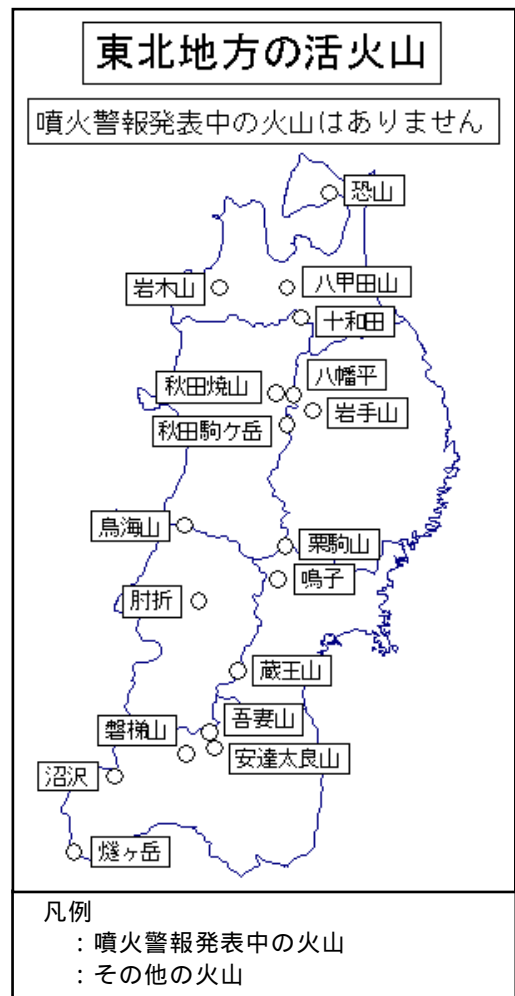 東北地方の活火山
噴火警報発表中の火山はありません
恐山
岩木山
八甲田山
十和田
八幡平
秋田焼山
岩手山
秋田駒ケ岳
鳥海山
栗駒山
鳴子
肘折
蔵王山
吾妻山
磐梯山
安達太良山
沼沢
燧ヶ岳
凡例
：噴火警報発表中の火山
：その他の火山